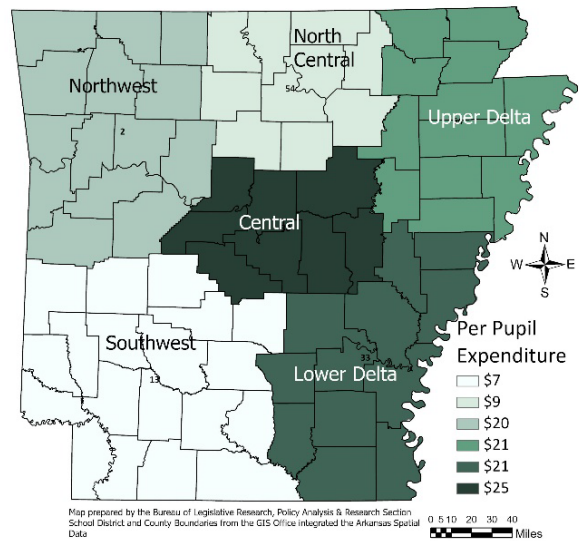 North
Central
Northwest
54
2
Upper Delta
Central
N
W
E
S
Per Pupil
Expenditure
Southwest
33
Lower Delta
13
$7
$9
$20
$21
$21
$25
Map prepared by the Bureau of Legislative Research, Policy Analysis & Research Section
School District and County Boundaries from the GIS Office integrated the Arkansas Spatial
Data
0 5 10 20 30 40
Miles